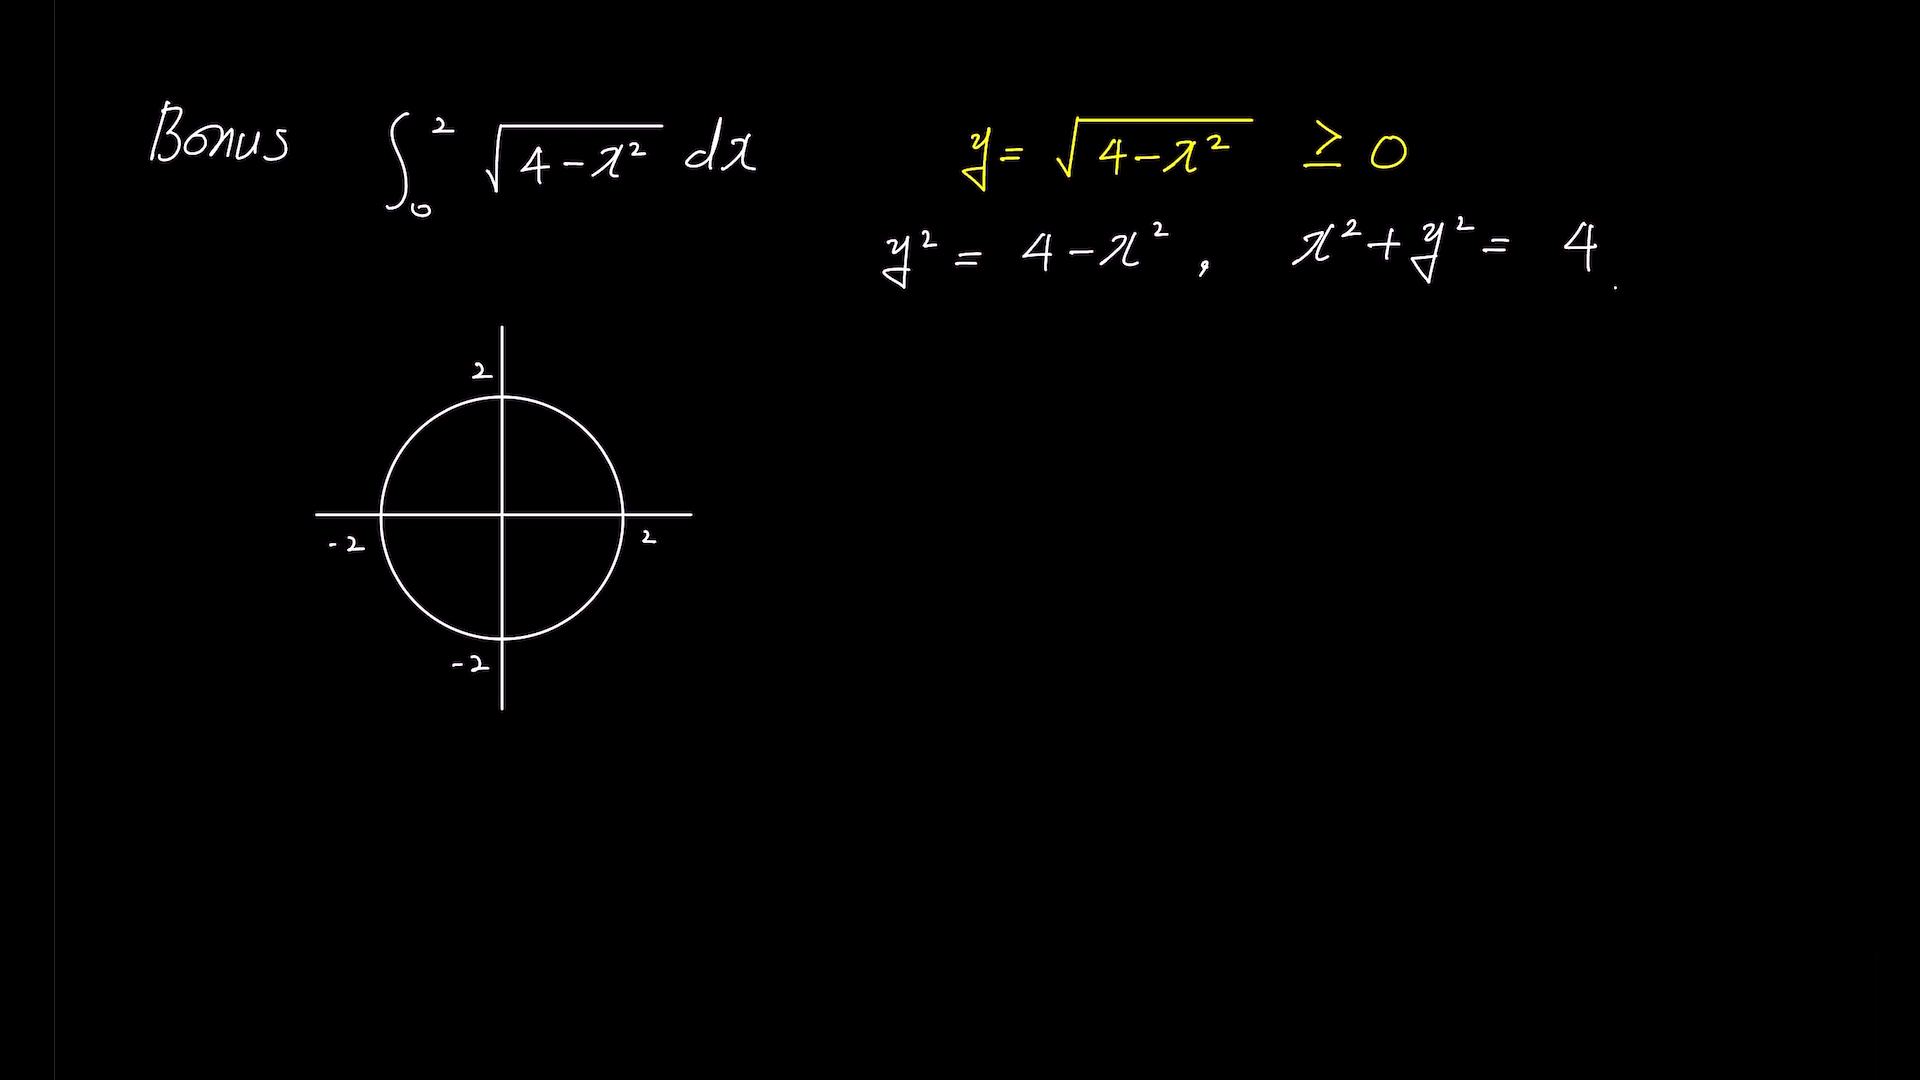 Bonus ∫₀² √(4-x²) dx y = √(4-x²) ≥ 0
y² = 4-x² , x²+y² = 4 .
2
-2 2
-2